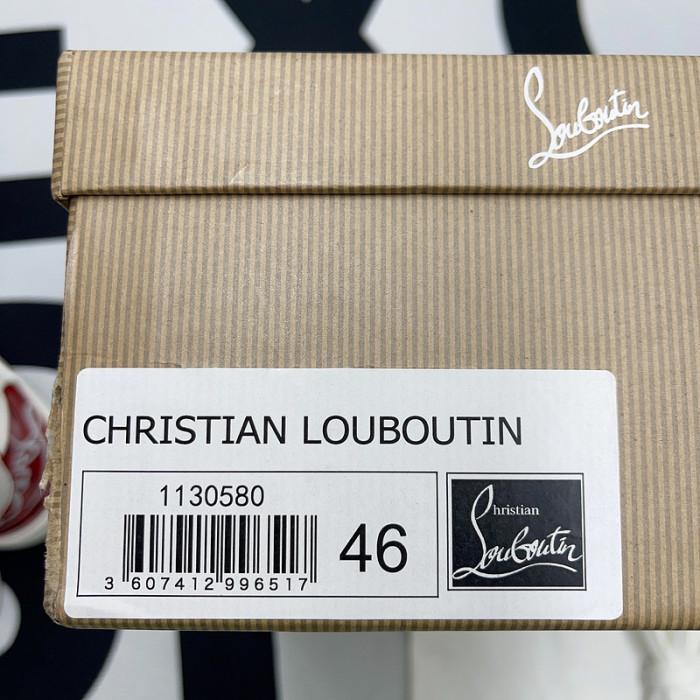 Louboutin
CHRISTIAN LOUBOUTIN
1130580
3 607412 996517
46
Christian
Louboutin